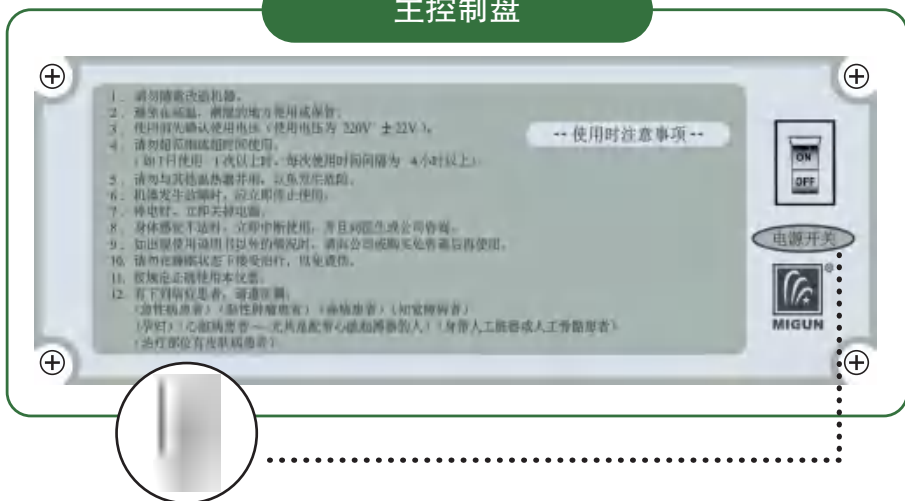 主控制盘
-- 使用时注意事项 --
1. 请勿随意改造机器。
2. 避免在高温、潮湿的地方使用或保管。
3. 使用前先确认使用电压（使用电压为 220V ±22V）。
4. 请勿超范围或超时间使用。
（如1日使用 1次以上时，每次使用时间间隔为 4小时以上）
5. 请勿与其他温热器并用，以免发生危险。
6. 机器发生故障时，应立即停止使用。
7. 停电时，立即关掉电源。
8. 身体感觉不适时，立即中断使用，并且向医生或公司咨询。
9. 如出现使用说明书以外的情况时，请向公司或购买处咨询后再使用。
10. 请勿在睡眠状态下接受治疗，以免烫伤。
11. 按规定正确使用本仪器。
12. 有下列病症患者，请遵医嘱。
（急性病患者）（恶性肿瘤患者）（患者）（知觉障碍者）
（孕妇）（心脏病患者 — 尤其是配带心脏起搏器的人）（身带人工脏器或人工骨骼患者）
（治疗部位有皮肤病患者）
ON
OFF
电源开关
MIGUN
®